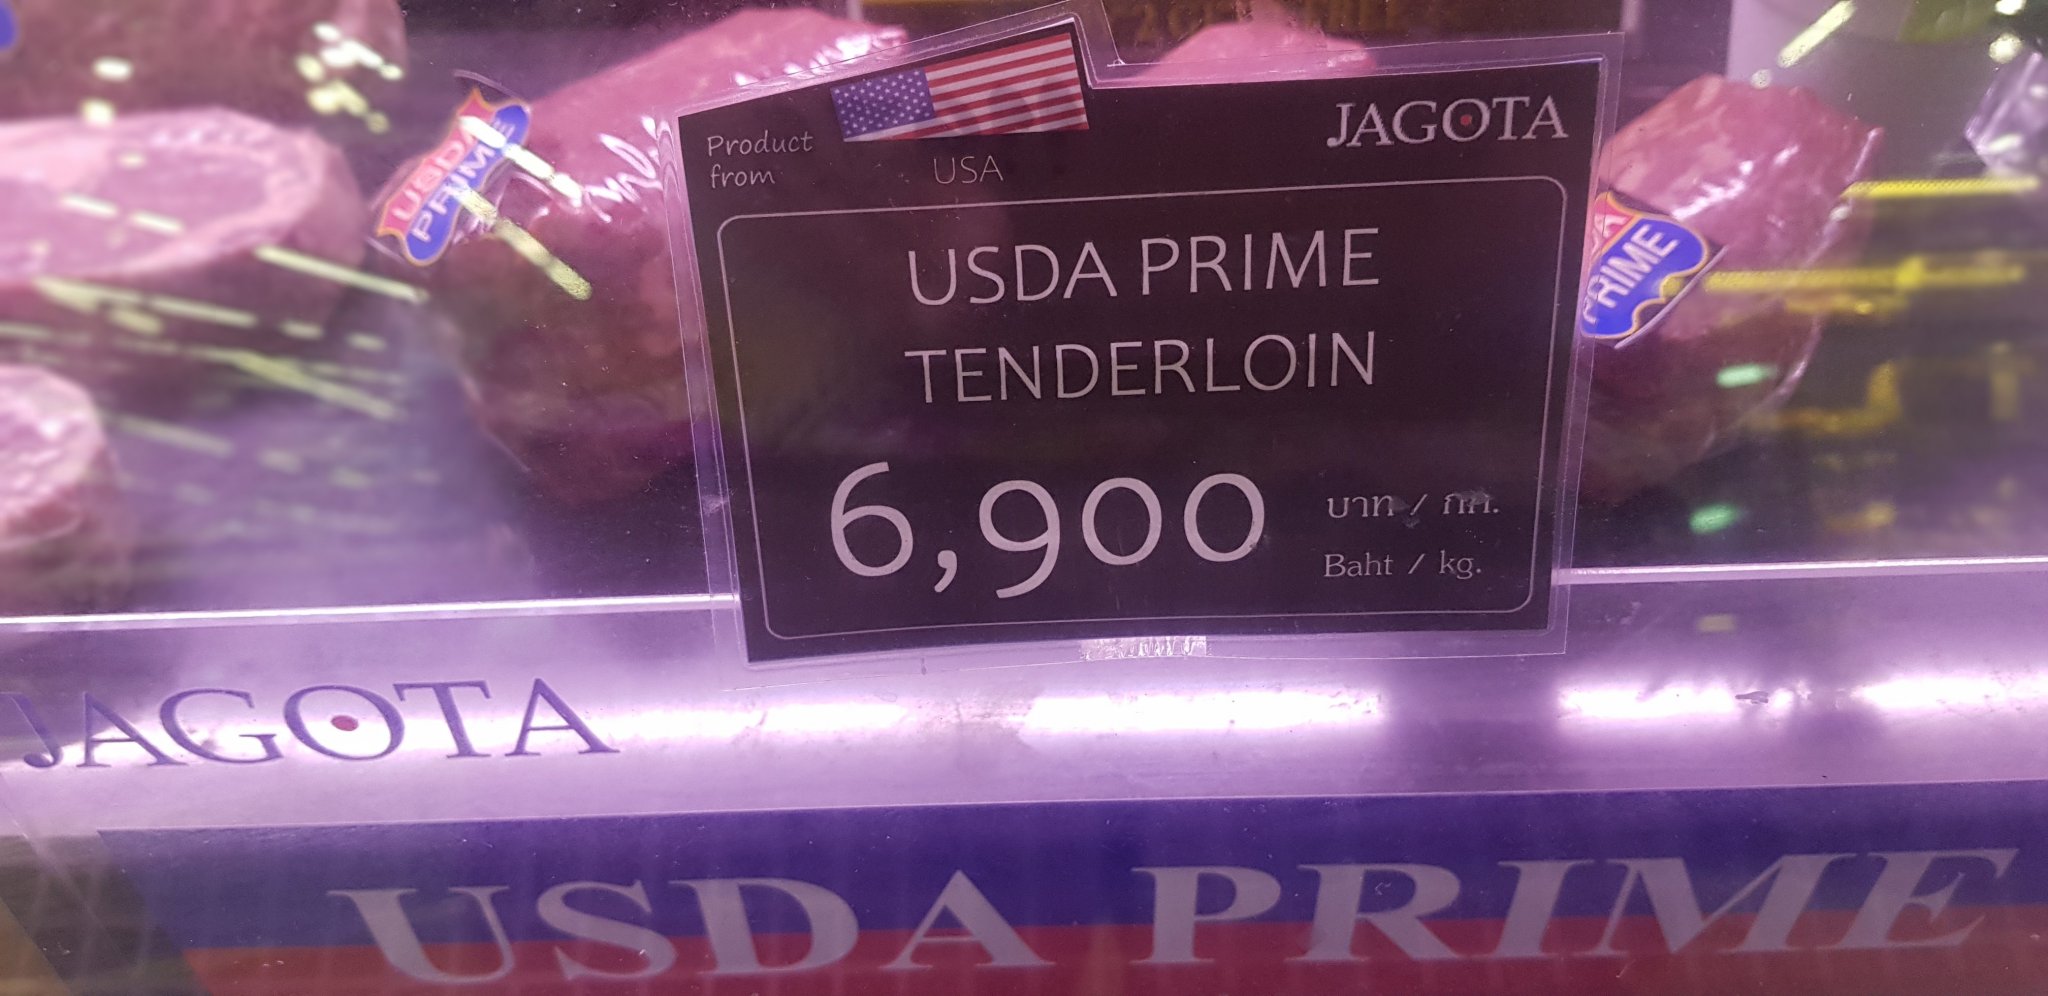 USDA
PRIME
Product
from
USA
JAGOTA
USDA PRIME
TENDERLOIN
6,900
บาท / กก.
Baht / kg.
PRIME
JAGOTA
USDA PRIME